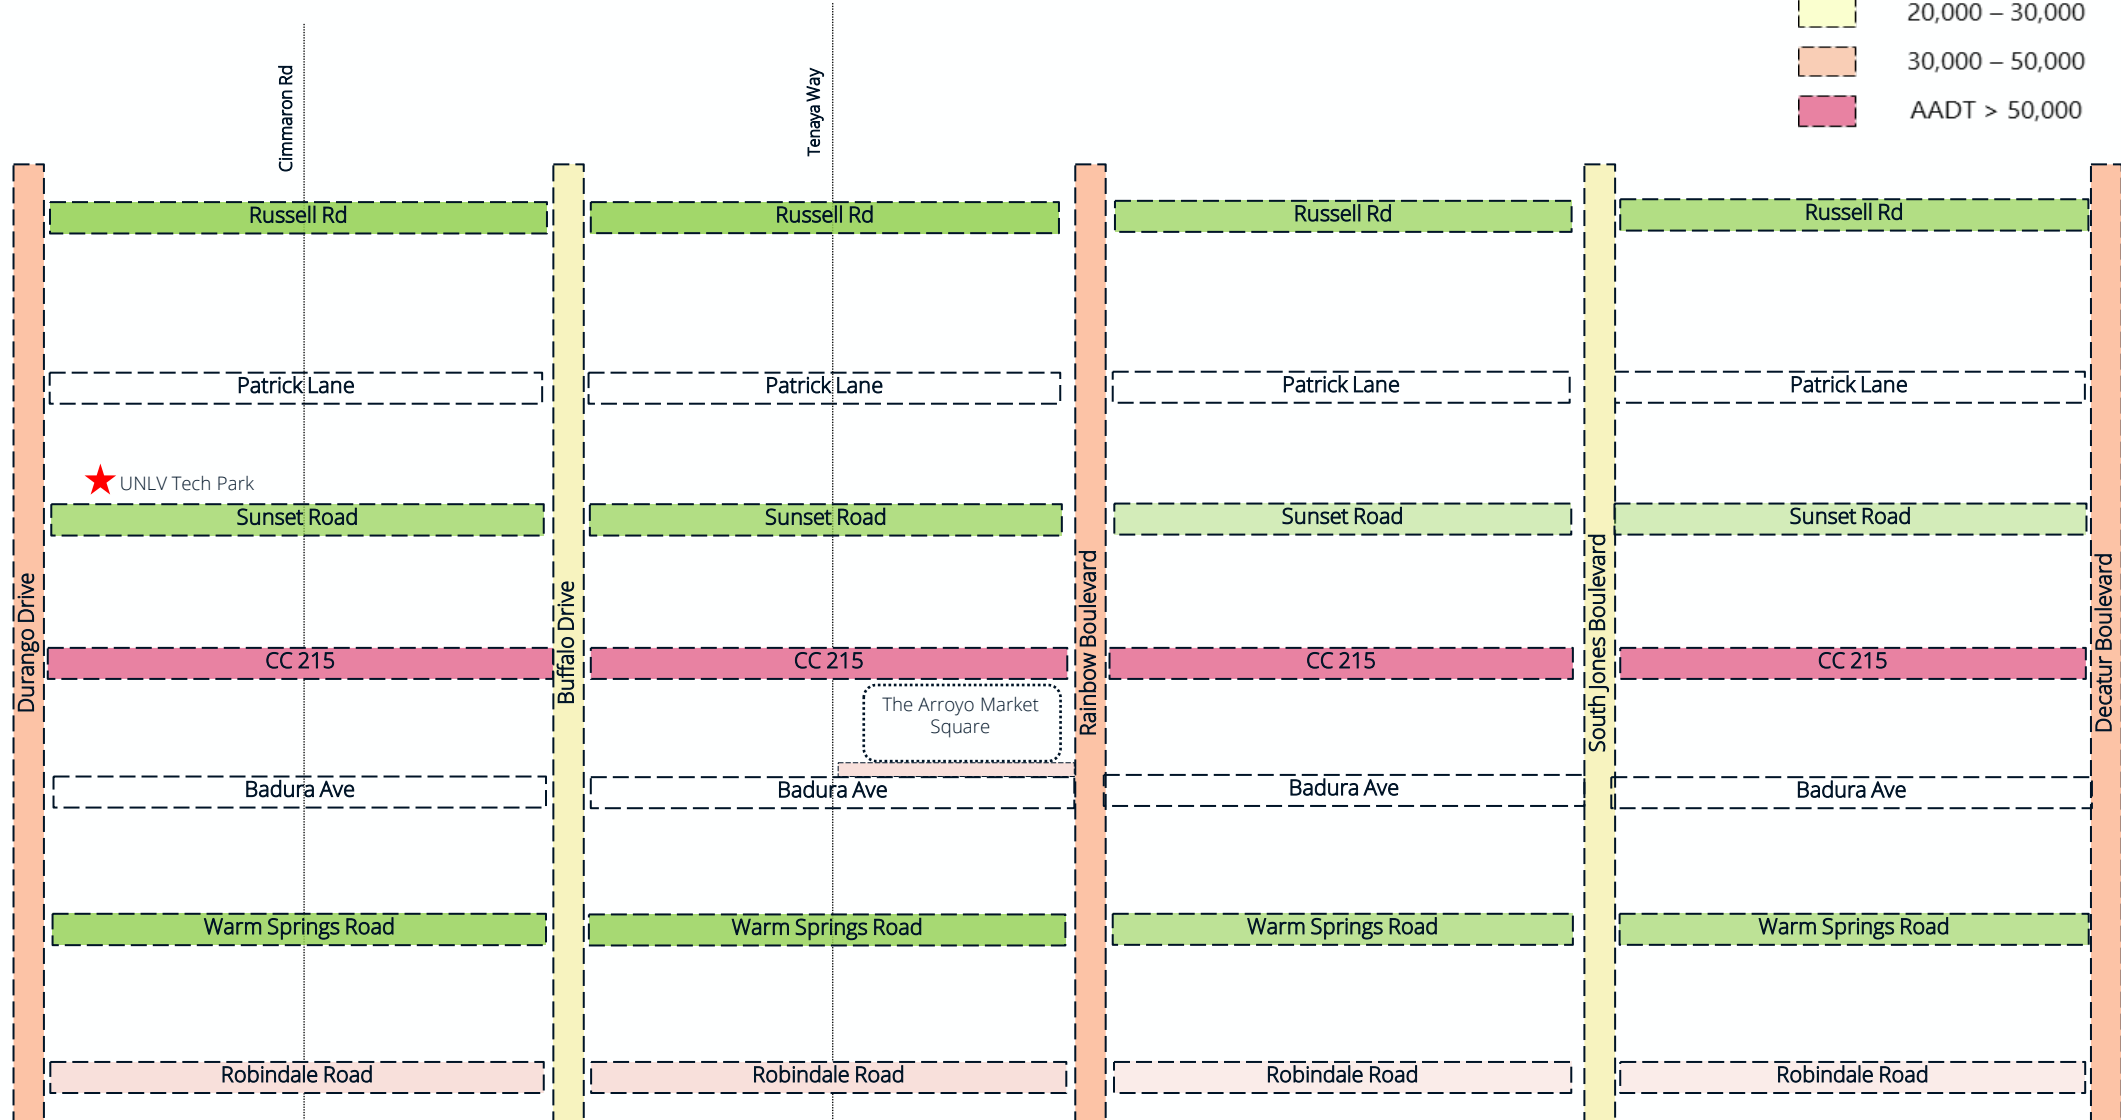 20,000 – 30,000
30,000 – 50,000
AADT > 50,000
Cimmaron Rd
Tenaya Way
Russell Rd
Russell Rd
Russell Rd
Russell Rd
Patrick Lane
Patrick Lane
Patrick Lane
Patrick Lane
UNLV Tech Park
Sunset Road
Sunset Road
Sunset Road
Sunset Road
Durango Drive
Buffalo Drive
Rainbow Boulevard
South Jones Boulevard
Decatur Boulevard
CC 215
CC 215
CC 215
CC 215
The Arroyo Market
Square
Badura Ave
Badura Ave
Badura Ave
Badura Ave
Warm Springs Road
Warm Springs Road
Warm Springs Road
Warm Springs Road
Robindale Road
Robindale Road
Robindale Road
Robindale Road